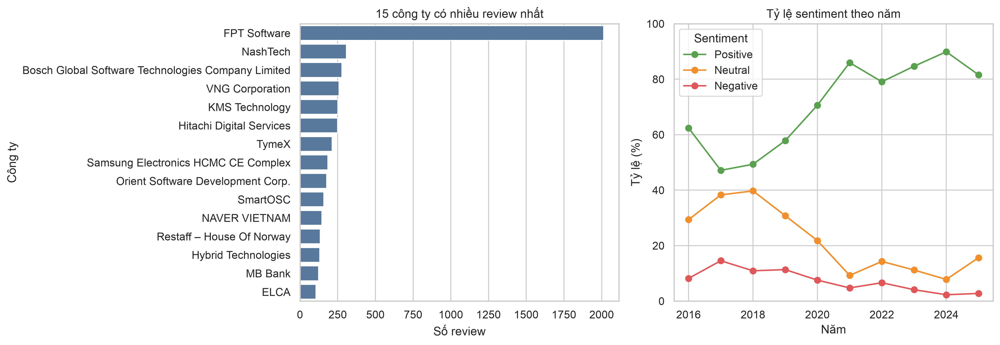 15 công ty có nhiều review nhất
Công ty
FPT Software
NashTech
Bosch Global Software Technologies Company Limited
VNG Corporation
KMS Technology
Hitachi Digital Services
TymeX
Samsung Electronics HCMC CE Complex
Orient Software Development Corp.
SmartOSC
NAVER VIETNAM
Restaff – House Of Norway
Hybrid Technologies
MB Bank
ELCA
0 250 500 750 1000 1250 1500 1750 2000
Số review
Tỷ lệ sentiment theo năm
Tỷ lệ (%)
100
80
60
40
20
0
Sentiment
Positive
Neutral
Negative
2016 2018 2020 2022 2024
Năm